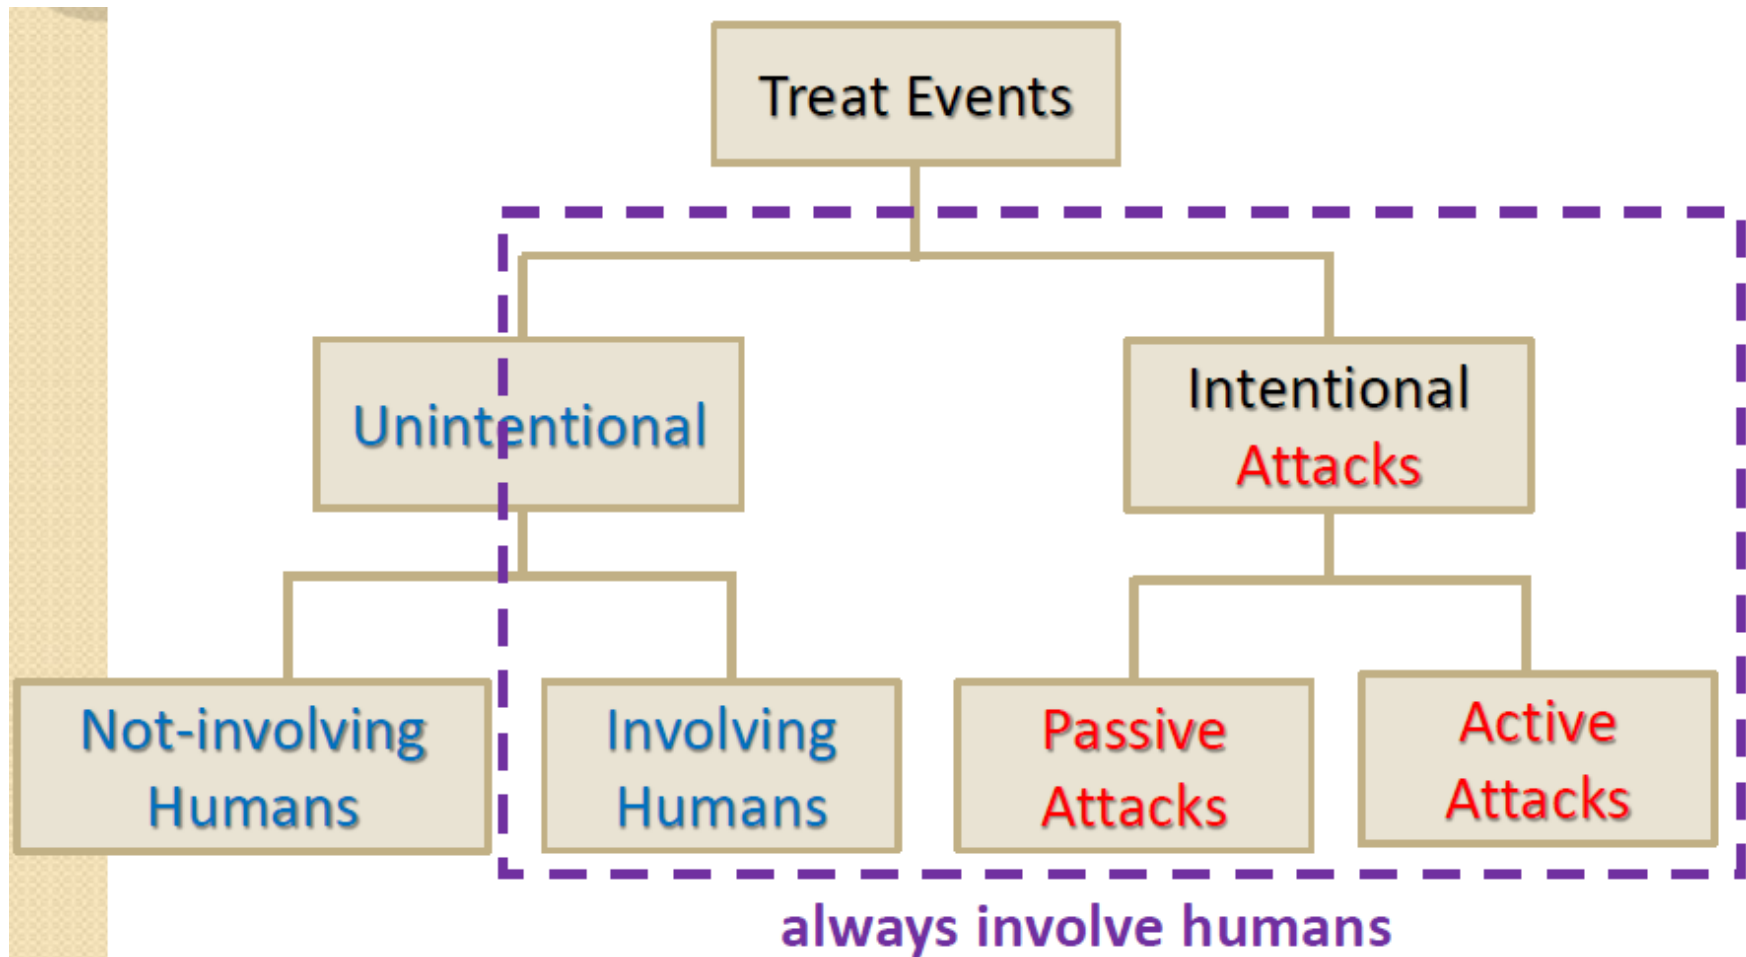 Treat Events
Unintentional
Intentional
Attacks
Not-involving
Humans
Involving
Humans
Passive
Attacks
Active
Attacks
always involve humans